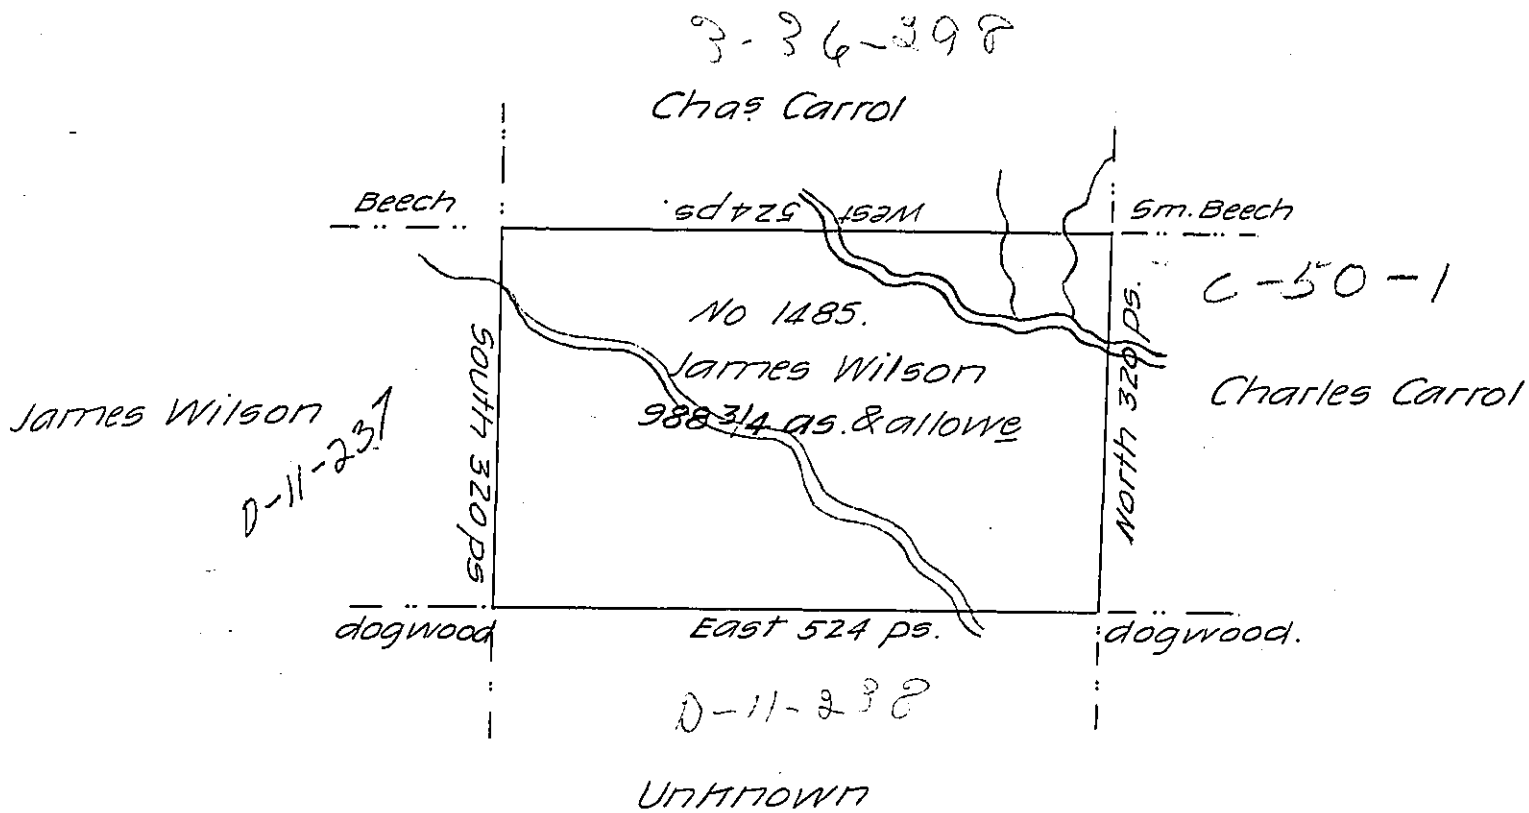 3-36-398
Chas Carrol
Beech
West 524 ps.
Sm. Beech
C-50-1
No 1485.
James Wilson
988 3/4 as. & allowe
South 320 ps
North 320 ps.
James Wilson
D-11-237
Charles Carrol
dogwood
East 524 ps.
dogwood.
D-11-238
Unknown